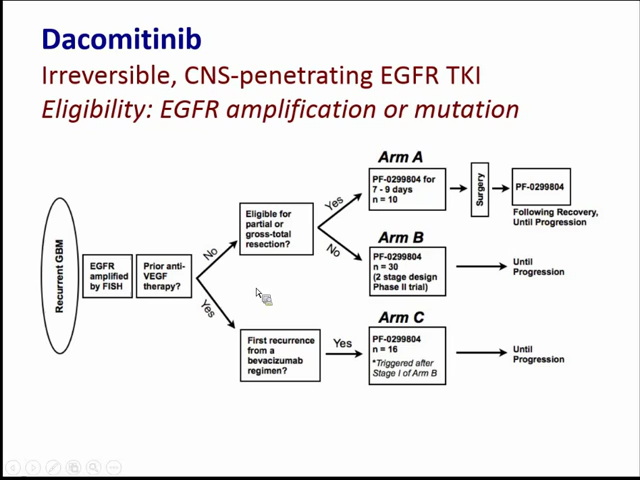 Dacomitinib
Irreversible, CNS-penetrating EGFR TKI
Eligibility: EGFR amplification or mutation
Recurrent GBM
EGFR
amplified
by FISH
Prior anti-
VEGF
therapy?
No
Yes
Eligible for
partial or
gross-total
resection?
Yes
No
Arm A
PF-0299804 for
7 - 9 days
n = 10
Surgery
PF-0299804
Following Recovery,
Until Progression
Arm B
PF-0299804
n = 30
(2 stage design
Phase II trial)
Until
Progression
First recurrence
from a
bevacizumab
regimen?
Yes
Arm C
PF-0299804
n = 16
*Triggered after
Stage I of Arm B
Until
Progression